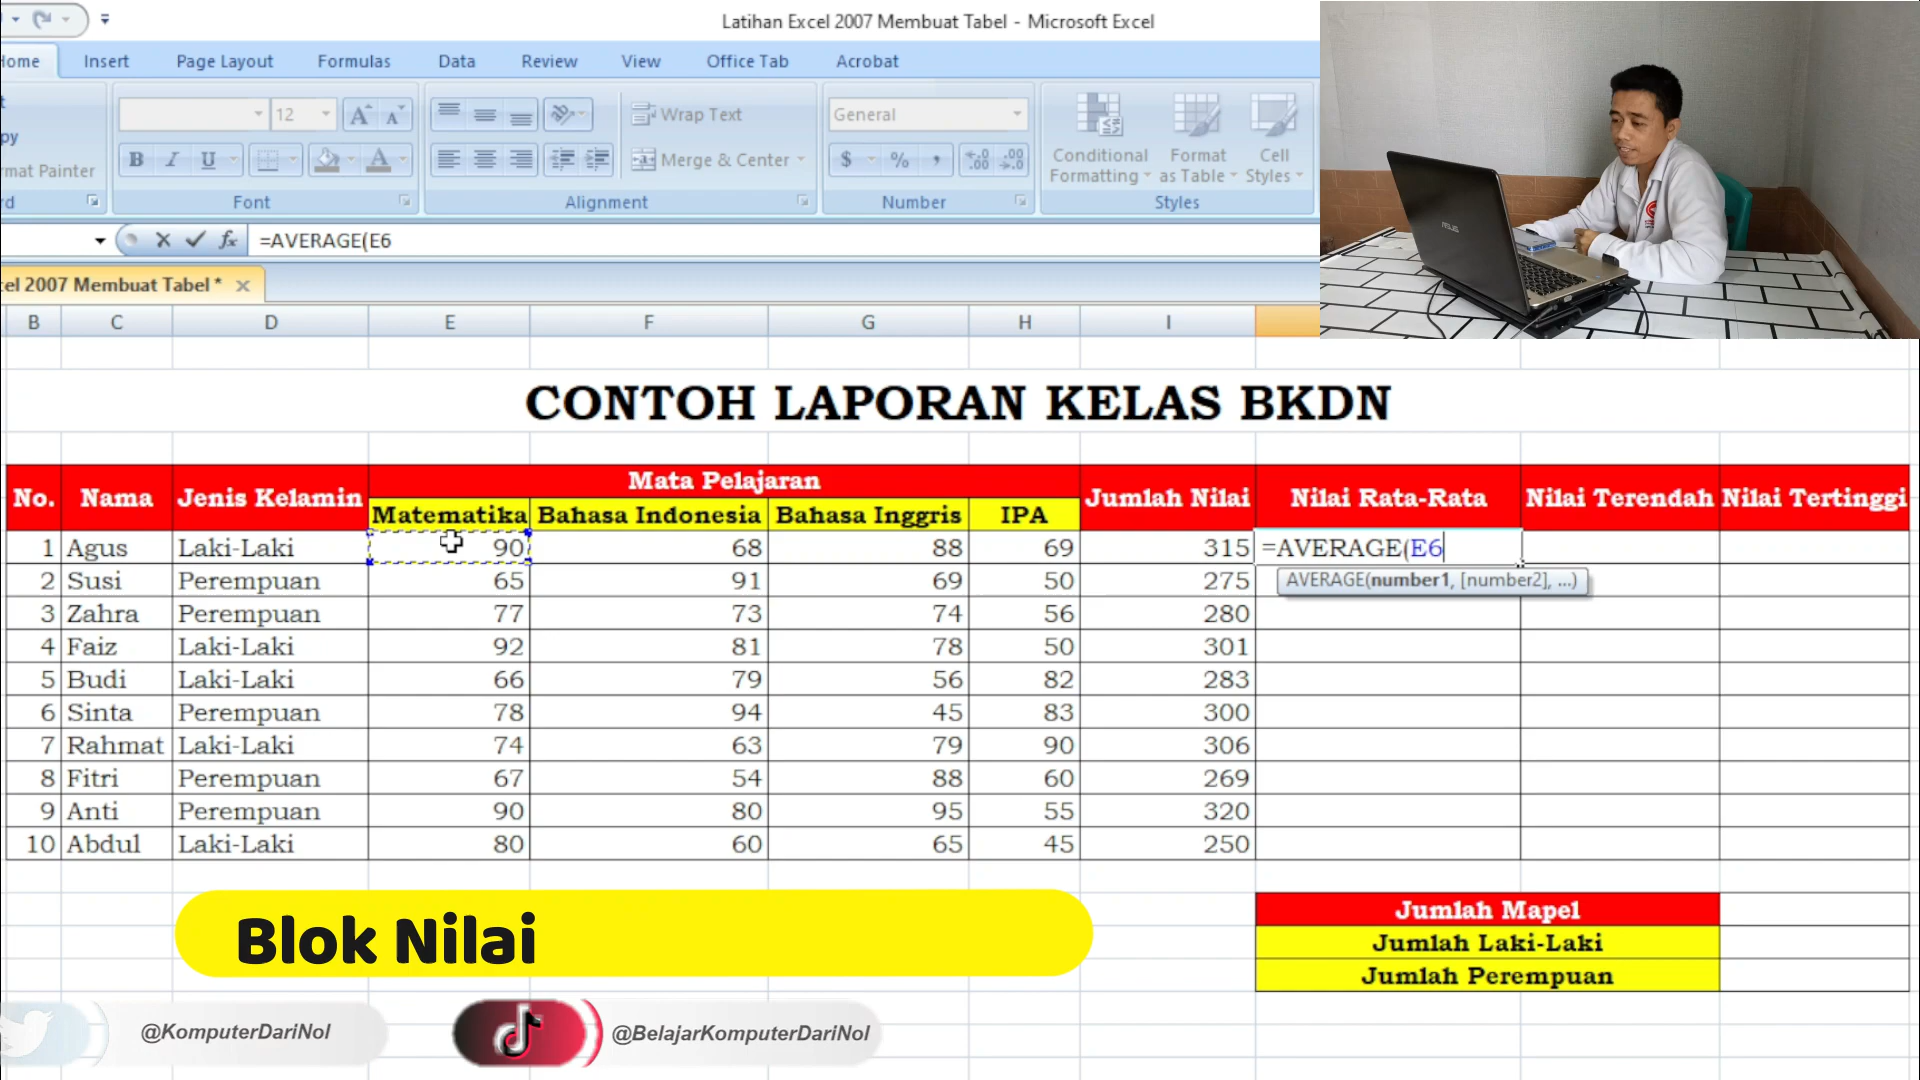 Latihan Excel 2007 Membuat Tabel - Microsoft Excel
Home Insert Page Layout Formulas Data Review View Office Tab Acrobat
12 A A Wrap Text General
B I U A Merge & Center $ % , .0 .00 .00 .0
Conditional Formatting Format as Table Cell Styles
mat Painter
Font Alignment Number Styles
fx =AVERAGE(E6
el 2007 Membuat Tabel *
B C D E F G H I
CONTOH LAPORAN KELAS BKDN
No. Nama Jenis Kelamin Mata Pelajaran Jumlah Nilai Nilai Rata-Rata Nilai Terendah Nilai Tertinggi
Matematika Bahasa Indonesia Bahasa Inggris IPA
1 Agus Laki-Laki 90 68 88 69 315 =AVERAGE(E6
AVERAGE(number1, [number2], ...)
2 Susi Perempuan 65 91 69 50 275
3 Zahra Perempuan 77 73 74 56 280
4 Faiz Laki-Laki 92 81 78 50 301
5 Budi Laki-Laki 66 79 56 82 283
6 Sinta Perempuan 78 94 45 83 300
7 Rahmat Laki-Laki 74 63 79 90 306
8 Fitri Perempuan 67 54 88 60 269
9 Anti Perempuan 90 80 95 55 320
10 Abdul Laki-Laki 80 60 65 45 250
Jumlah Mapel
Jumlah Laki-Laki
Jumlah Perempuan
Blok Nilai
@KomputerDariNol
@BelajarKomputerDariNol
ASUS